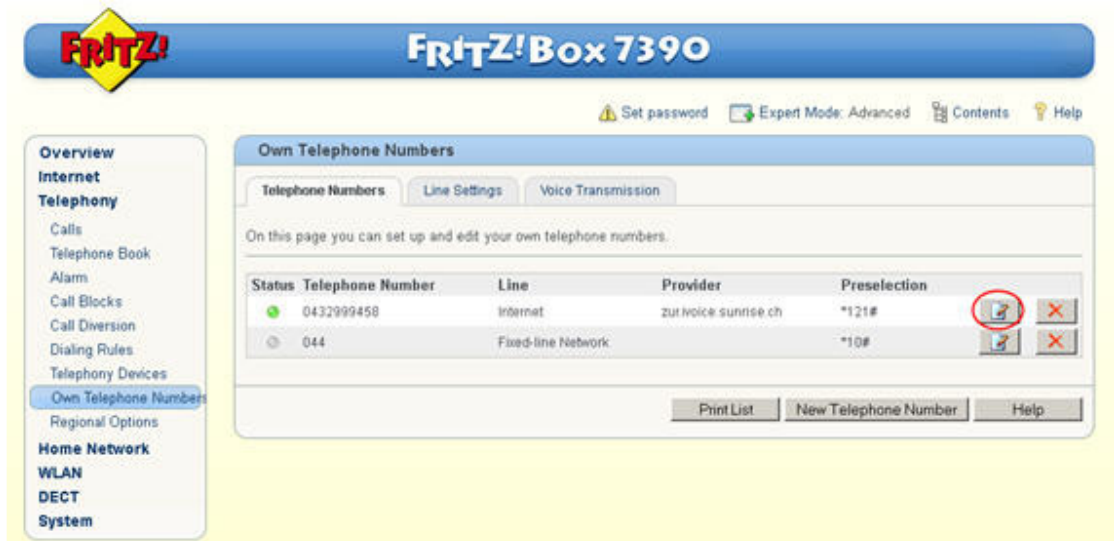 FRITZ!
FRITZ!Box 7390
Set password Expert Mode: Advanced Contents Help
Overview
Internet
Telephony
Calls
Telephone Book
Alarm
Call Blocks
Call Diversion
Dialing Rules
Telephony Devices
Own Telephone Numbers
Regional Options
Home Network
WLAN
DECT
System
Own Telephone Numbers
Telephone Numbers Line Settings Voice Transmission
On this page you can set up and edit your own telephone numbers.
Status Telephone Number Line Provider Preselection
0432999458 Internet zur.ivoice.sunrise.ch *121#
044 Fixed-line Network *10#
Print List New Telephone Number Help